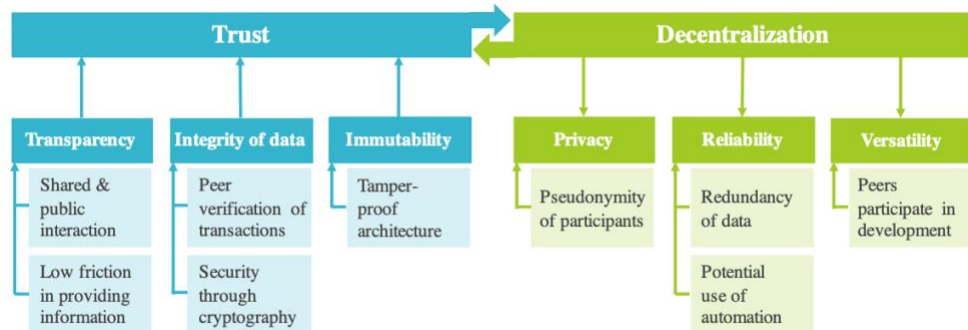 Trust
Decentralization
Transparency
Integrity of data
Immutability
Privacy
Reliability
Versatility
Shared &
public
interaction
Low friction
in providing
information
Peer
verification of
transactions
Security
through
cryptography
Tamper-
proof
architecture
Pseudonymity
of participants
Redundancy
of data
Potential
use of
automation
Peers
participate in
development